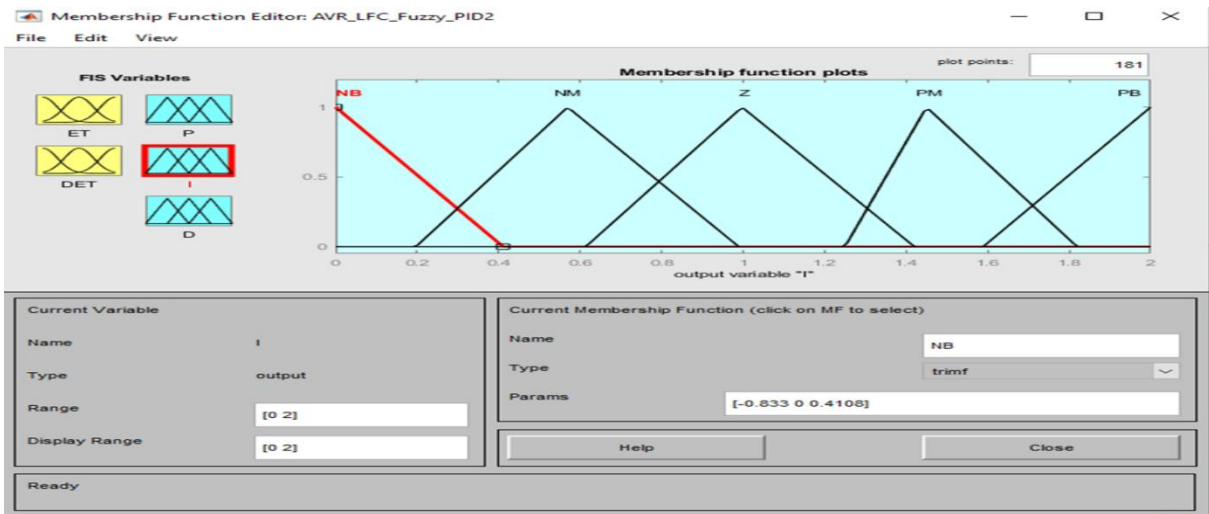 Membership Function Editor: AVR_LFC_Fuzzy_PID2
File Edit View
FIS Variables
ET P
DET I
D
Membership function plots
plot points: 181
NB NM Z PM PB
1
0.5
0
0 0.2 0.4 0.6 0.8 1 1.2 1.4 1.6 1.8 2
output variable "I"
Current Variable
Name I
Type output
Range [0 2]
Display Range [0 2]
Current Membership Function (click on MF to select)
Name NB
Type trimf
Params [-0.833 0 0.4108]
Help Close
Ready